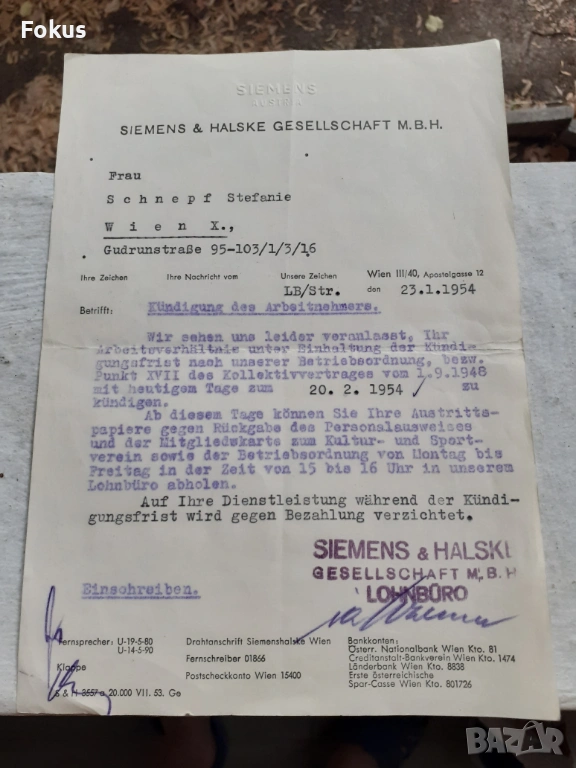 Fokus
SIEMENS
AUSTRIA
SIEMENS & HALSKE GESELLSCHAFT M.B.H.
Frau
Schnepf Stefanie
Wien X.,
Gudrunstraße 95-103/1/3/16
Ihre Zeichen Ihre Nachricht vom Unsere Zeichen Wien III/40, Apostelgasse 12
LB/Str. den 23.1.1954
Betrifft: Kündigung des Arbeitnehmers.
Wir sehen uns leider veranlasst, Ihr
Arbeitsverhältnis unter Einhaltung der Kündi-
gungsfrist nach unserer Betriebsordnung, bezw.
Punkt XVII des Kollektivvertrages vom 1.9.1948
mit heutigem Tage zum 20. 2. 1954 / zu
kündigen.
Ab diesem Tage können Sie Ihre Austritts-
papiere gegen Rückgabe des Personalausweises
und der Mitgliedskarte zum Kultur- und Sport-
verein sowie der Betriebsordnung von Montag bis
Freitag in der Zeit von 15 bis 16 Uhr in unserem
Lohnbüro abholen.
Auf Ihre Dienstleistung während der Kündi-
gungsfrist wird gegen Bezahlung verzichtet.
SIEMENS & HALSKE
GESELLSCHAFT M.B.H
LOHNBÜRO
Einschreiben.
Fernsprecher: U-19-5-80
U-14-5-90
Klappe
Drahtanschrift Siemenshalske Wien
Fernschreiber 01866
Postscheckkonto Wien 15400
Bankkonten:
Österr. Nationalbank Wien Kto. 81
Creditanstalt-Bankverein Wien Kto. 1474
Länderbank Wien Kto. 8838
Erste österreichische
Spar-Casse Wien Kto. 801726
S & H 3557a 20.000 VII. 53. Ge
BAZAR